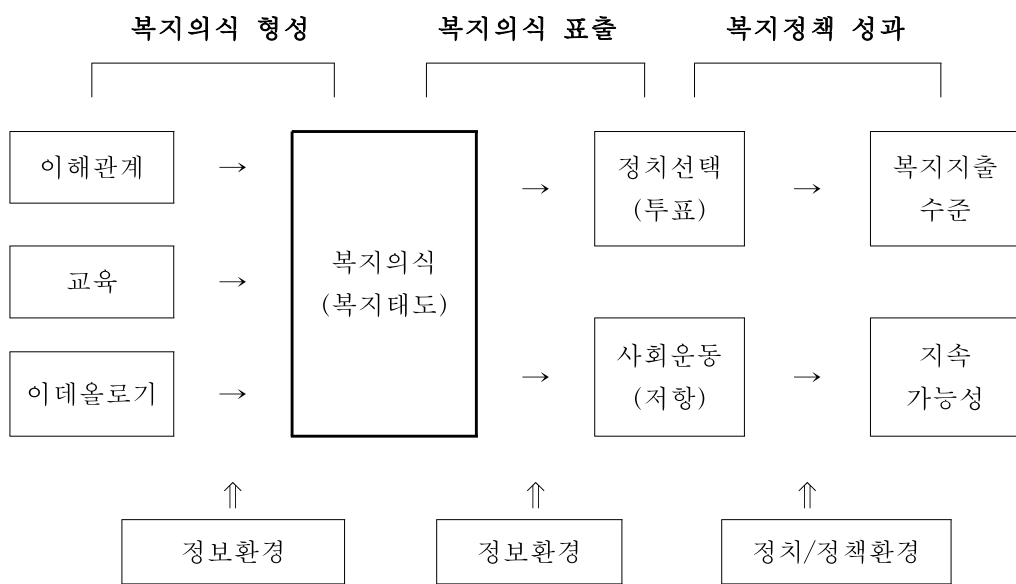 복지의식 형성
복지의식 표출
복지정책 성과
이해관계
→
교육
→
이데올로기
→
복지의식
(복지태도)
→
→
정치선택
(투표)
→
사회운동
(저항)
→
복지지출
수준
지속
가능성
⇑
⇑
⇑
정보환경
정보환경
정치/정책환경